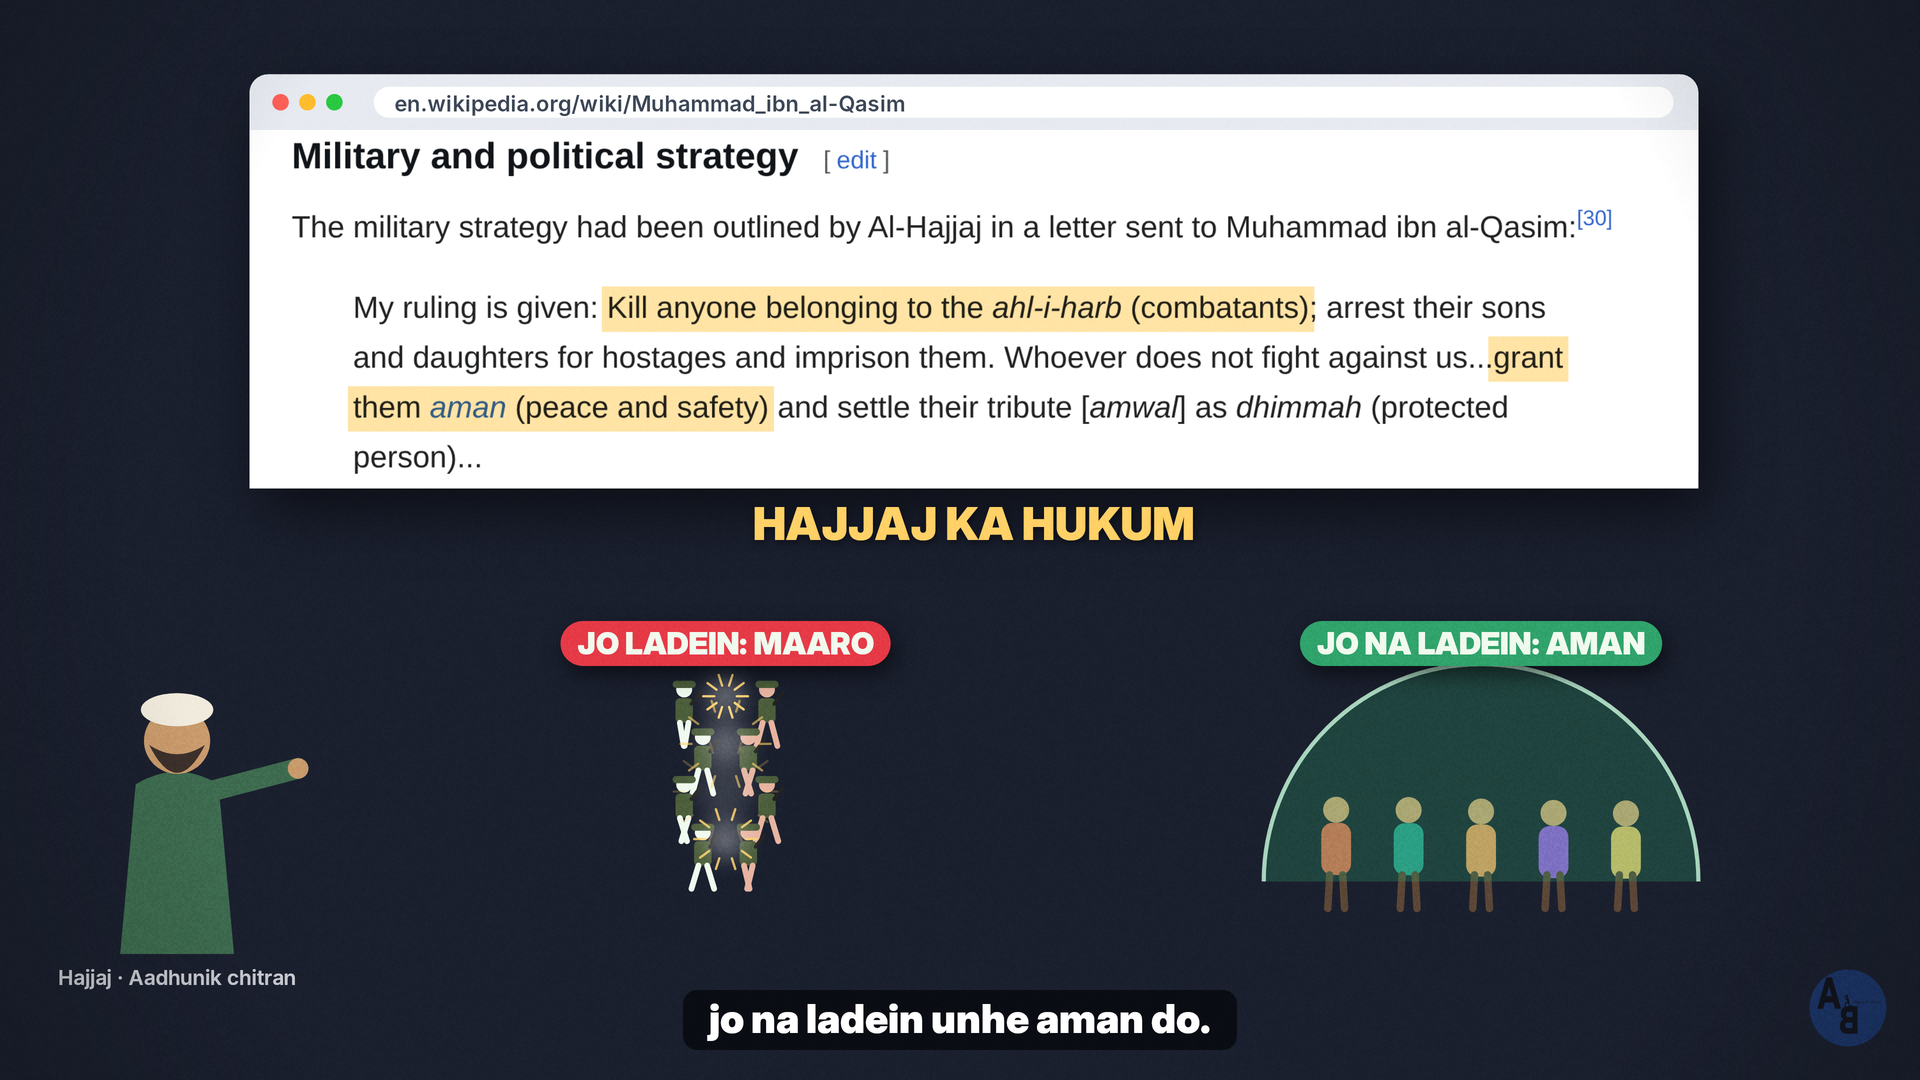 en.wikipedia.org/wiki/Muhammad_ibn_al-Qasim
Military and political strategy [ edit ]
The military strategy had been outlined by Al-Hajjaj in a letter sent to Muhammad ibn al-Qasim:[30]
My ruling is given: Kill anyone belonging to the ahl-i-harb (combatants); arrest their sons
and daughters for hostages and imprison them. Whoever does not fight against us...grant
them aman (peace and safety) and settle their tribute [amwal] as dhimmah (protected
person)...
HAJJAJ KA HUKUM
JO LADEIN: MAARO
JO NA LADEIN: AMAN
Hajjaj · Aadhunik chitran
jo na ladein unhe aman do.
A
B